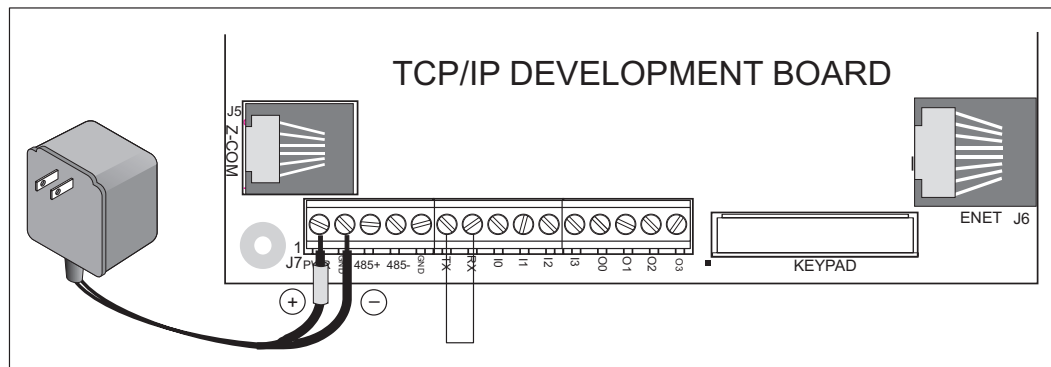 TCP/IP DEVELOPMENT BOARD
J5
Z-COM
ENET J6
1
J7 PWR GND 485+ 485- GND TX RX I0 I1 I2 I3 O0 O1 O2 O3
KEYPAD
+ −